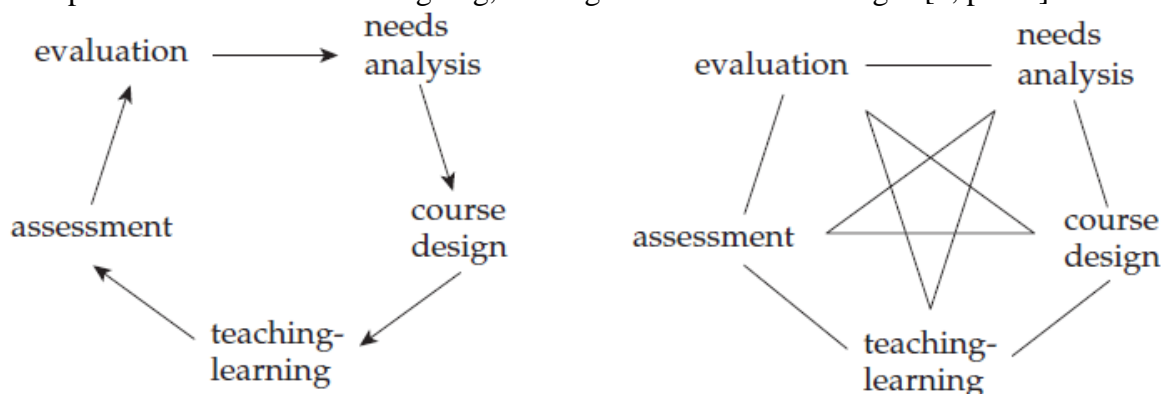 evaluation
needs
analysis
course
design
teaching-
learning
assessment
evaluation
needs
analysis
course
design
teaching-
learning
assessment